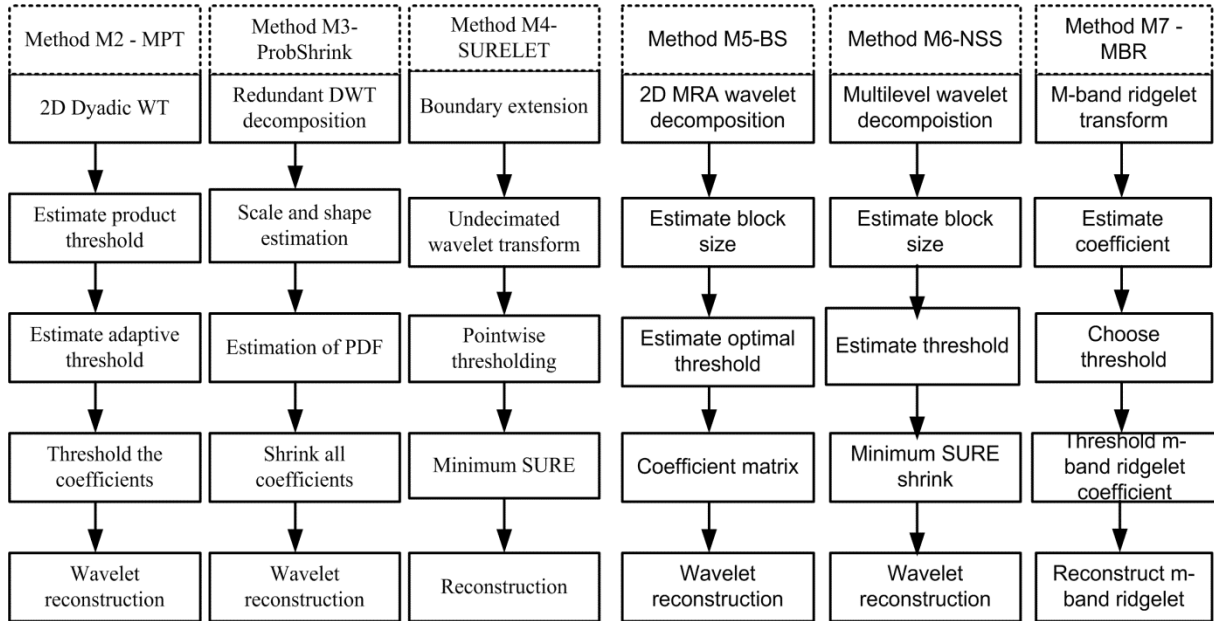 Method M2 - MPT
2D Dyadic WT
Estimate product
threshold
Estimate adaptive
threshold
Threshold the
coefficients
Wavelet
reconstruction
Method M3-
ProbShrink
Redundant DWT
decomposition
Scale and shape
estimation
Estimation of PDF
Shrink all
coefficients
Wavelet
reconstruction
Method M4-
SURELET
Boundary extension
Undecimated
wavelet transform
Pointwise
thresholding
Minimum SURE
Reconstruction
Method M5-BS
2D MRA wavelet
decomposition
Estimate block
size
Estimate optimal
threshold
Coefficient matrix
Wavelet
reconstruction
Method M6-NSS
Multilevel wavelet
decompoistion
Estimate block
size
Estimate threshold
Minimum SURE
shrink
Wavelet
reconstruction
Method M7 -
MBR
M-band ridgelet
transform
Estimate
coefficient
Choose
threshold
Threshold m-
band ridgelet
coefficient
Reconstruct m-
band ridgelet